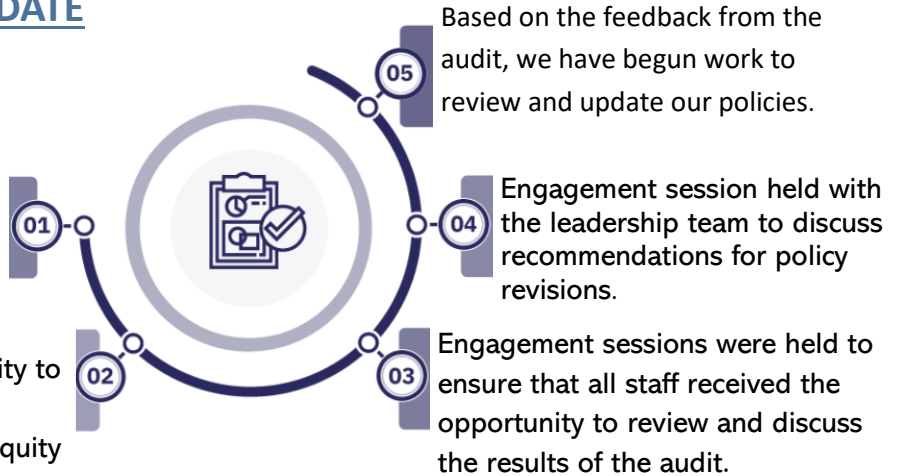 DATE
01
02
ity to
quity
03
Engagement sessions were held to
ensure that all staff received the
opportunity to review and discuss
the results of the audit.
04
Engagement session held with
the leadership team to discuss
recommendations for policy
revisions.
05
Based on the feedback from the
audit, we have begun work to
review and update our policies.